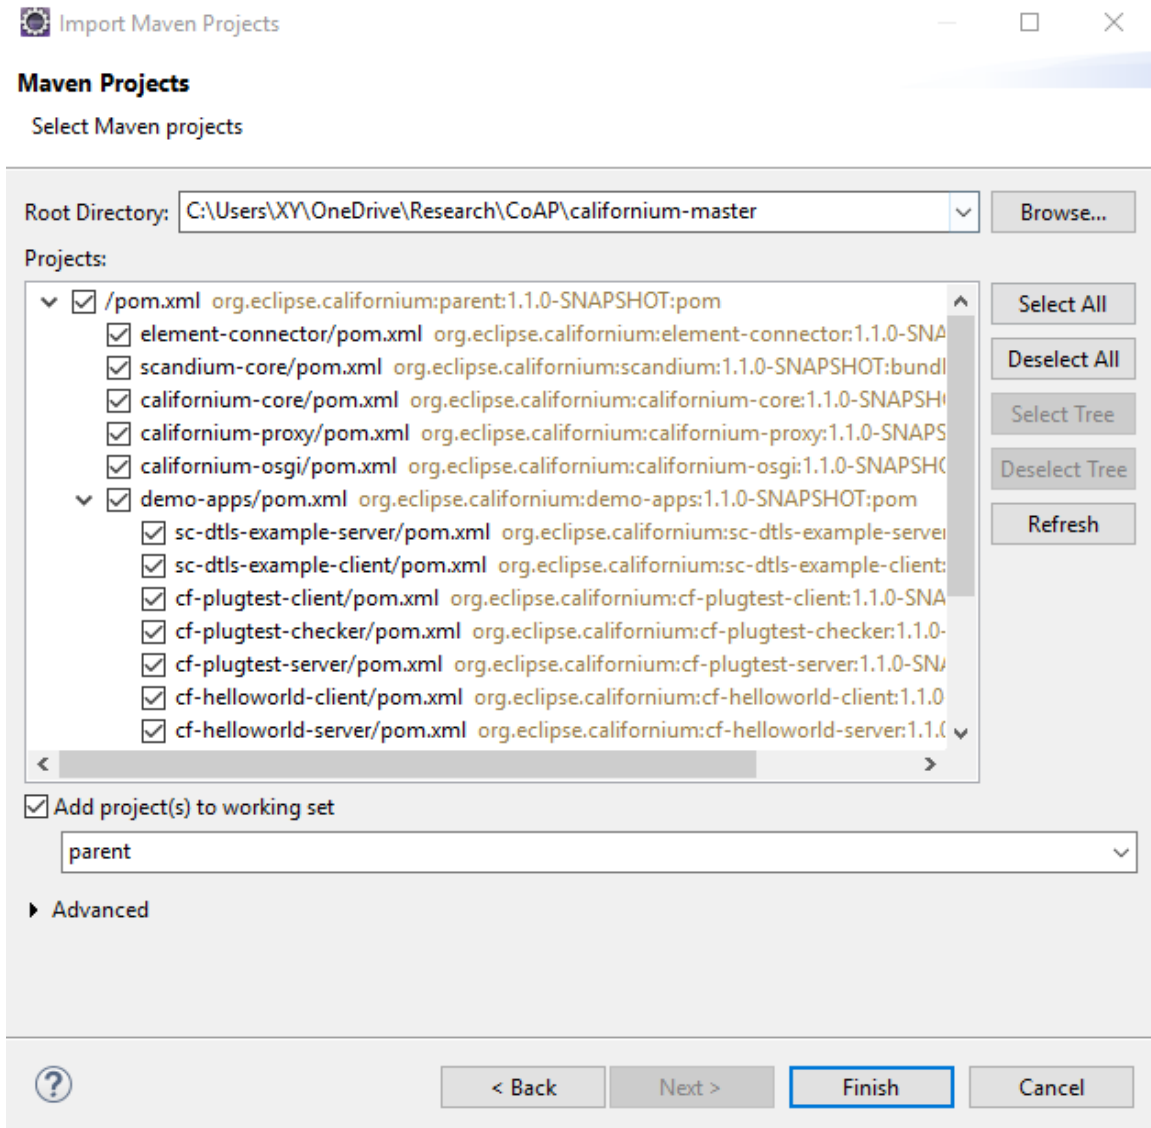 Import Maven Projects
Maven Projects
Select Maven projects
Root Directory: C:\Users\XY\OneDrive\Research\CoAP\californium-master Browse...
Projects:
/pom.xml org.eclipse.californium:parent:1.1.0-SNAPSHOT:pom
element-connector/pom.xml org.eclipse.californium:element-connector:1.1.0-SNA
scandium-core/pom.xml org.eclipse.californium:scandium:1.1.0-SNAPSHOT:bundl
californium-core/pom.xml org.eclipse.californium:californium-core:1.1.0-SNAPSH
californium-proxy/pom.xml org.eclipse.californium:californium-proxy:1.1.0-SNAPS
californium-osgi/pom.xml org.eclipse.californium:californium-osgi:1.1.0-SNAPSH
demo-apps/pom.xml org.eclipse.californium:demo-apps:1.1.0-SNAPSHOT:pom
sc-dtls-example-server/pom.xml org.eclipse.californium:sc-dtls-example-server
sc-dtls-example-client/pom.xml org.eclipse.californium:sc-dtls-example-client:
cf-plugtest-client/pom.xml org.eclipse.californium:cf-plugtest-client:1.1.0-SNA
cf-plugtest-checker/pom.xml org.eclipse.californium:cf-plugtest-checker:1.1.0-
cf-plugtest-server/pom.xml org.eclipse.californium:cf-plugtest-server:1.1.0-SNA
cf-helloworld-client/pom.xml org.eclipse.californium:cf-helloworld-client:1.1.0
cf-helloworld-server/pom.xml org.eclipse.californium:cf-helloworld-server:1.1.0
Select All
Deselect All
Select Tree
Deselect Tree
Refresh
Add project(s) to working set
parent
Advanced
? < Back Next > Finish Cancel